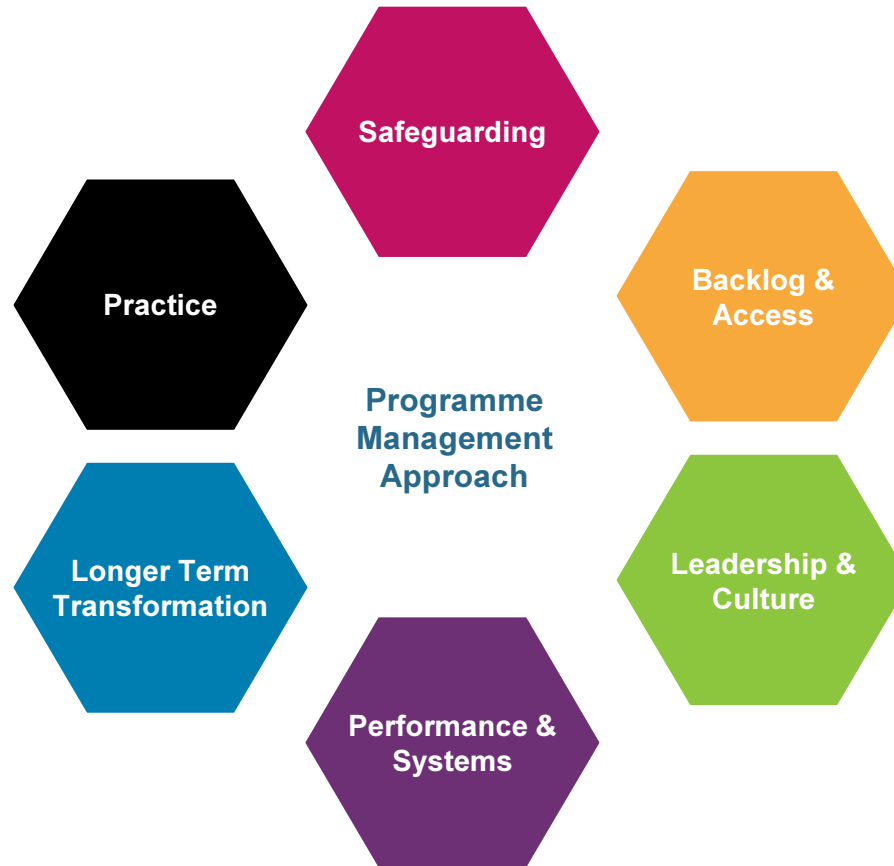 Safeguarding
Backlog &
Access
Practice
Programme
Management
Approach
Leadership &
Culture
Longer Term
Transformation
Performance &
Systems